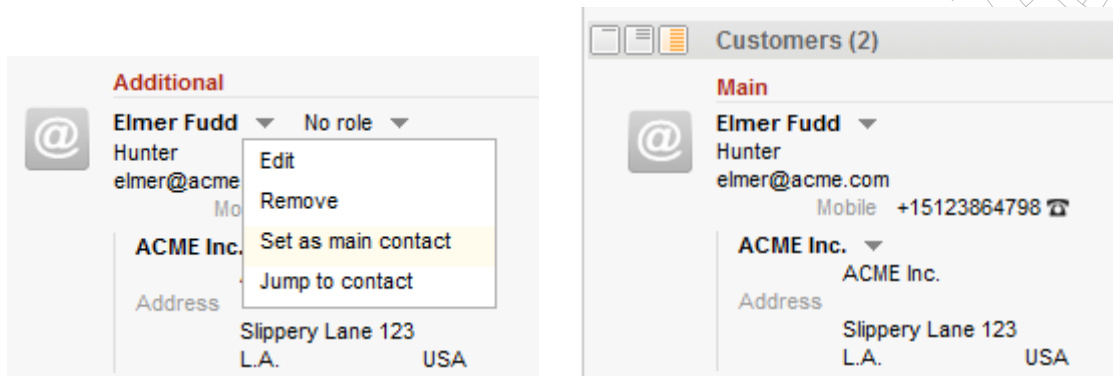 Additional
@
Elmer Fudd No role
Hunter
elmer@acme
Mo
ACME Inc.
Address
Slippery Lane 123
L.A. USA
Edit
Remove
Set as main contact
Jump to contact
Customers (2)
Main
@
Elmer Fudd
Hunter
elmer@acme.com
Mobile +15123864798
ACME Inc.
ACME Inc.
Address
Slippery Lane 123
L.A. USA